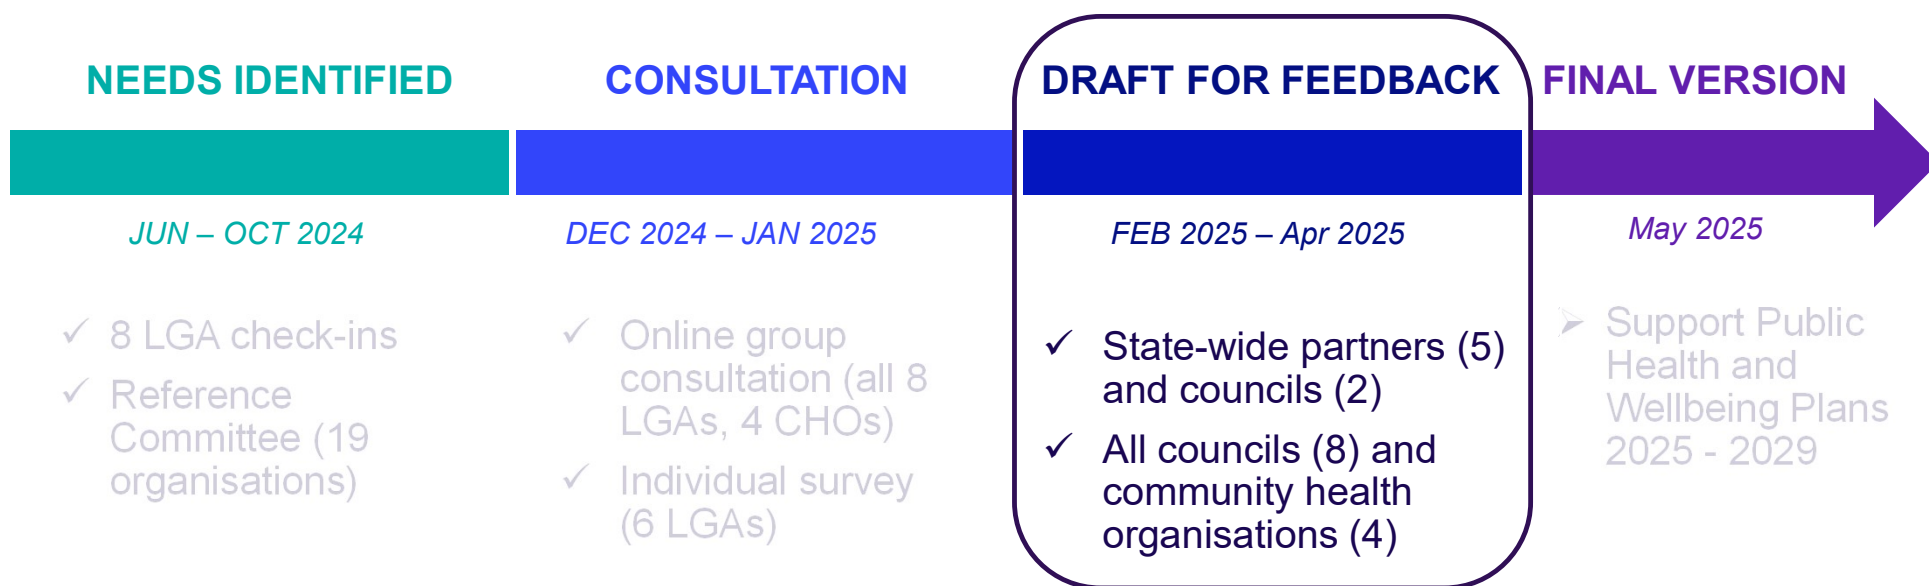 NEEDS IDENTIFIED
JUN – OCT 2024
✓ 8 LGA check-ins
✓ Reference
Committee (19
organisations)
CONSULTATION
DEC 2024 – JAN 2025
✓ Online group
consultation (all 8
LGAs, 4 CHOs)
✓ Individual survey
(6 LGAs)
DRAFT FOR FEEDBACK
FEB 2025 – Apr 2025
✓ State-wide partners (5)
and councils (2)
✓ All councils (8) and
community health
organisations (4)
FINAL VERSION
May 2025
➢ Support Public
Health and
Wellbeing Plans
2025 - 2029